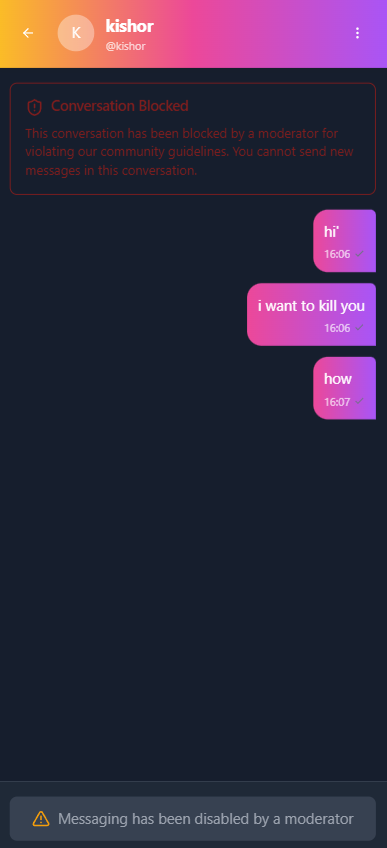 K
kishor
@kishor
Conversation Blocked
This conversation has been blocked by a moderator for
violating our community guidelines. You cannot send new
messages in this conversation.
hi'
16:06
i want to kill you
16:06
how
16:07
Messaging has been disabled by a moderator